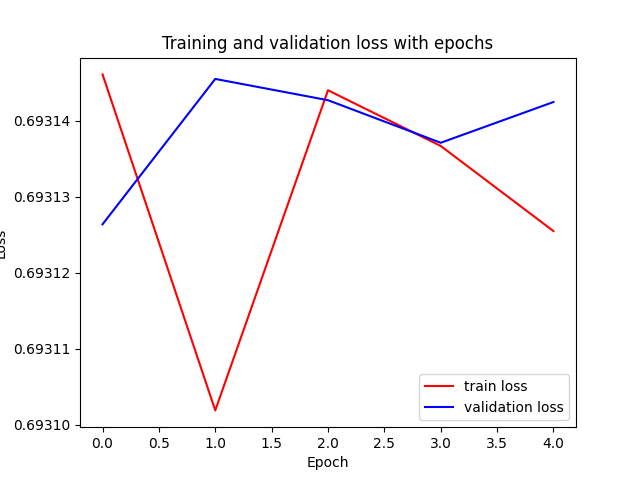 Training and validation loss with epochs
0.69314
0.69313
0.69312
0.69311
0.69310
Loss
0.0 0.5 1.0 1.5 2.0 2.5 3.0 3.5 4.0
Epoch
train loss
validation loss